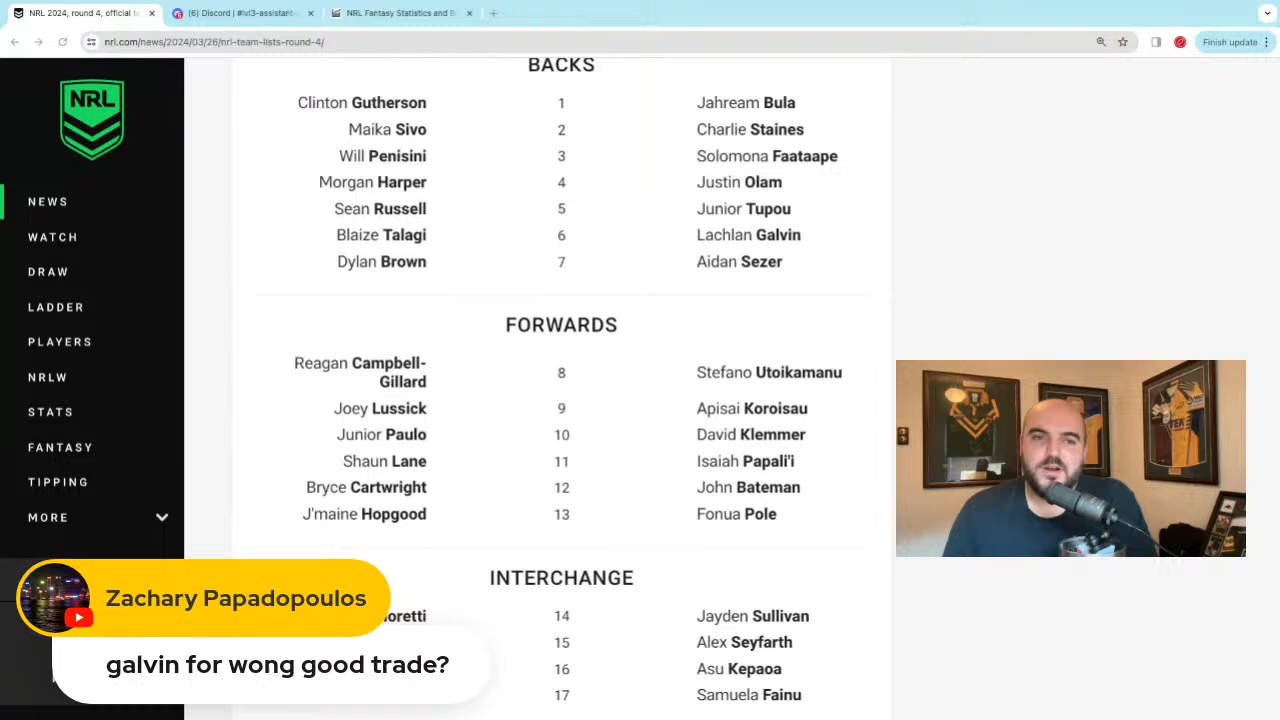 NRL 2024, round 4, official te
(6) Discord | #lvl3-assistant-
NRL Fantasy Statistics and B
nrl.com/news/2024/03/26/nrl-team-lists-round-4/
Finish update
NRL
NEWS
WATCH
DRAW
LADDER
PLAYERS
NRLW
STATS
FANTASY
TIPPING
MORE
BACKS
Clinton Gutherson 1 Jahream Bula
Maika Sivo 2 Charlie Staines
Will Penisini 3 Solomona Faataape
Morgan Harper 4 Justin Olam
Sean Russell 5 Junior Tupou
Blaize Talagi 6 Lachlan Galvin
Dylan Brown 7 Aidan Sezer
FORWARDS
Reagan Campbell-
Gillard 8 Stefano Utoikamanu
Joey Lussick 9 Apisai Koroisau
Junior Paulo 10 David Klemmer
Shaun Lane 11 Isaiah Papali'i
Bryce Cartwright 12 John Bateman
J'maine Hopgood 13 Fonua Pole
INTERCHANGE
oretti 14 Jayden Sullivan
15 Alex Seyfarth
16 Asu Kepaoa
17 Samuela Fainu
Zachary Papadopoulos
galvin for wong good trade?